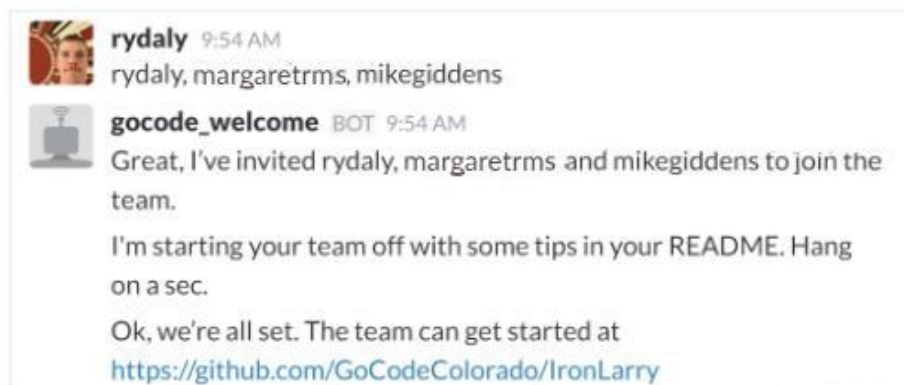 rydaly 9:54 AM
rydaly, margaretrms, mikegiddens
gocode_welcome BOT 9:54 AM
Great, I've invited rydaly, margaretrms and mikegiddens to join the
team.
I'm starting your team off with some tips in your README. Hang
on a sec.
Ok, we're all set. The team can get started at
https://github.com/GoCodeColorado/IronLarry